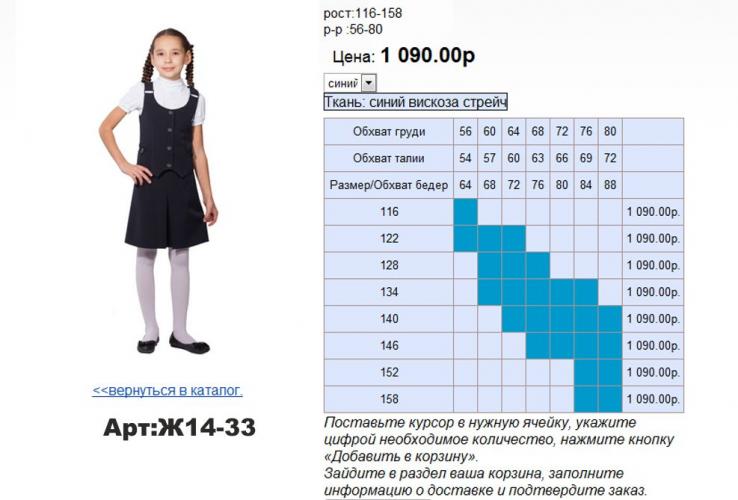 рост:116-158
р-р :56-80
Цена: 1 090.00р
синий
Ткань: синий вискоза стрейч
Обхват груди 56 60 64 68 72 76 80
Обхват талии 54 57 60 63 66 69 72
Размер/Обхват бедер 64 68 72 76 80 84 88
116 1 090.00р.
122 1 090.00р.
128 1 090.00р.
134 1 090.00р.
140 1 090.00р.
146 1 090.00р.
152 1 090.00р.
158 1 090.00р.
<<вернуться в каталог.
Арт:Ж14-33
Поставьте курсор в нужную ячейку, укажите
цифрой необходимое количество, нажмите кнопку
«Добавить в корзину».
Зайдите в раздел ваша корзина, заполните
информацию о доставке и подтвердите заказ.